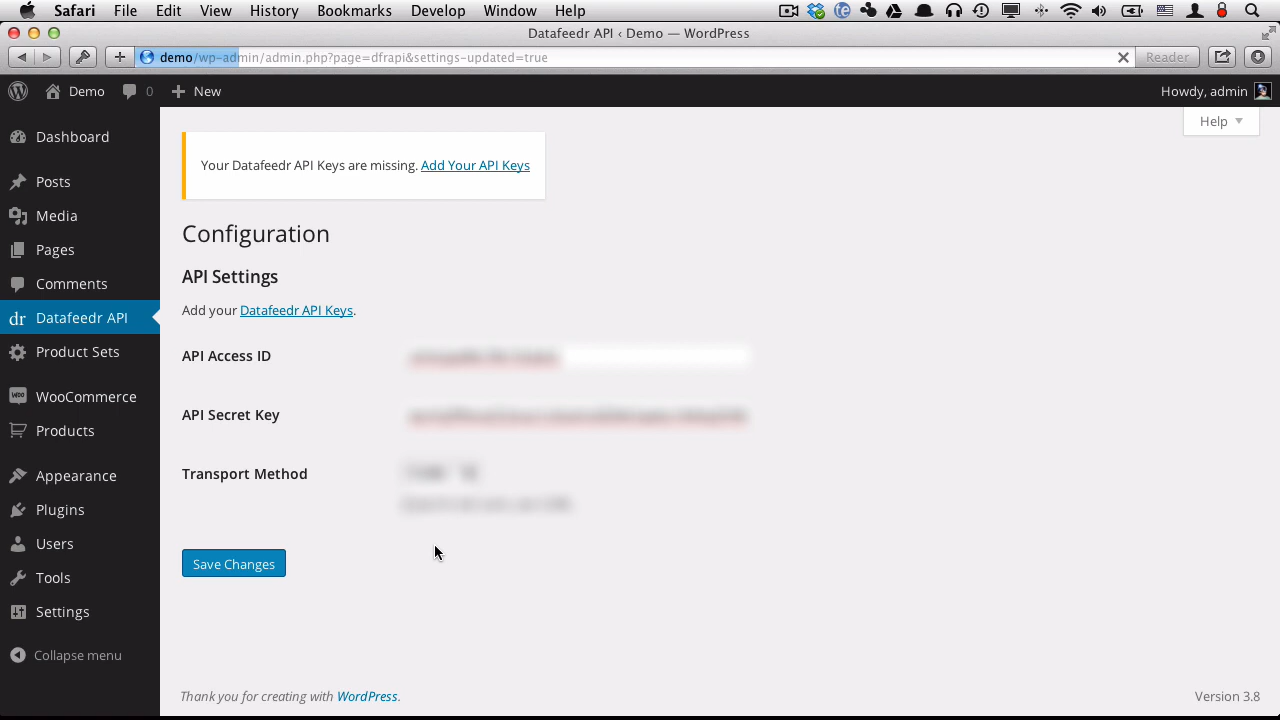 Safari File Edit View History Bookmarks Develop Window Help
Datafeedr API ‹ Demo — WordPress
demo/wp-admin/admin.php?page=dfrapi&settings-updated=true
Reader
Demo 0 New
Howdy, admin
Help
Dashboard
Posts
Media
Pages
Comments
dr Datafeedr API
Product Sets
WOO WooCommerce
Products
Appearance
Plugins
Users
Tools
Settings
Collapse menu
Your Datafeedr API Keys are missing. Add Your API Keys
Configuration
API Settings
Add your Datafeedr API Keys.
API Access ID
API Secret Key
Transport Method
Save Changes
Thank you for creating with WordPress.
Version 3.8